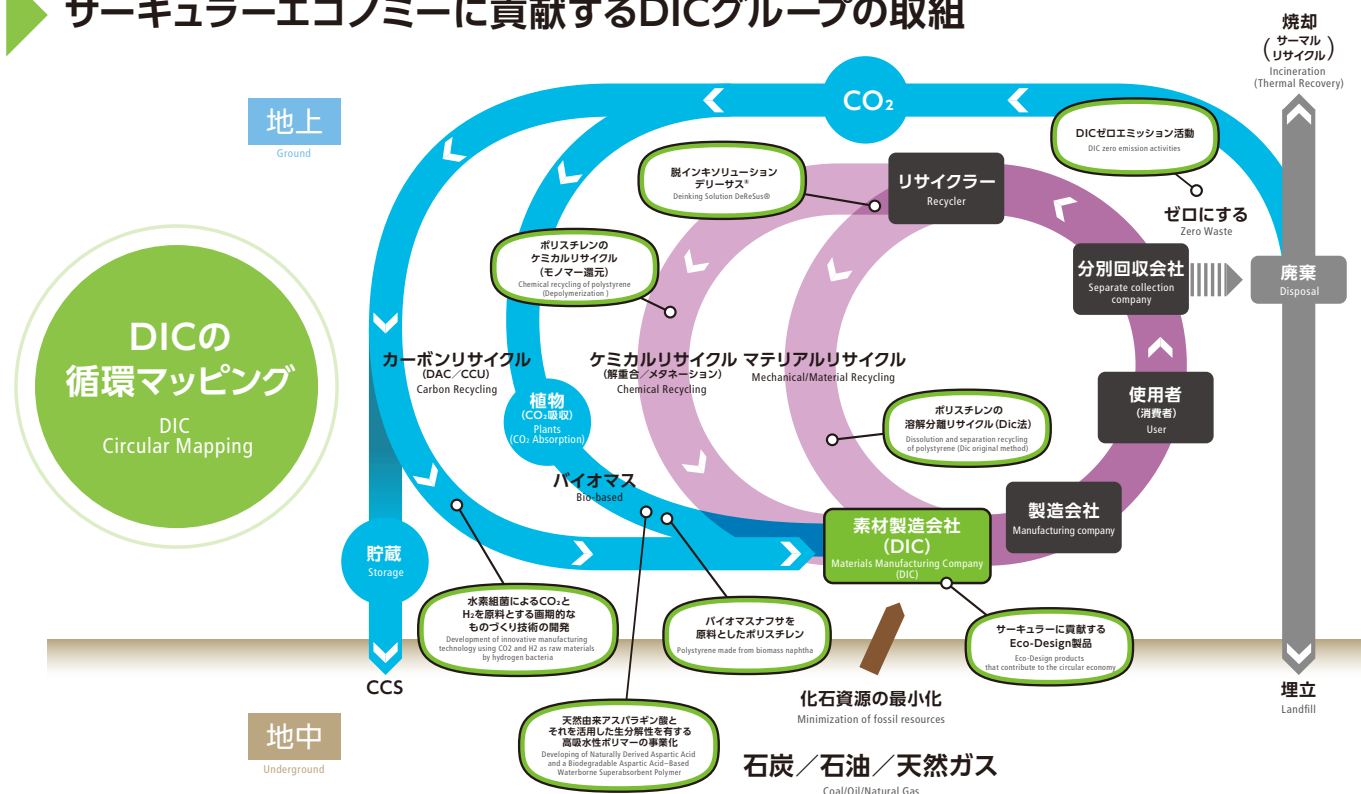 サーキュラーエコノミーに貢献するDICグループの取組
焼却
(サーマル
リサイクル)
Incineration
(Thermal Recovery)
地上
Ground
CO₂
DICゼロエミッション活動
DIC zero emission activities
ゼロにする
Zero Waste
脱インキソリューション
デリーサス®
Deinking Solution DeReSus®
リサイクラー
Recycler
ポリスチレンの
ケミカルリサイクル
(モノマー還元)
Chemical recycling of polystyrene
(Depolymerization )
分別回収会社
Separate collection
company
廃棄
Disposal
DICの
循環マッピング
DIC
Circular Mapping
カーボンリサイクル
(DAC/CCU)
Carbon Recycling
ケミカルリサイクル
(解重合/メタネーション)
Chemical Recycling
マテリアルリサイクル
Mechanical/Material Recycling
植物
(CO₂吸収)
Plants
(CO₂ Absorption)
ポリスチレンの
溶解分離リサイクル(Dic法)
Dissolution and separation recycling
of polystyrene (Dic original method)
使用者
(消費者)
User
バイオマス
Bio-based
製造会社
Manufacturing company
素材製造会社
(DIC)
Materials Manufacturing Company
(DIC)
貯蔵
Storage
水素細菌によるCO₂と
H₂を原料とする画期的な
ものづくり技術の開発
Development of innovative manufacturing
technology using CO2 and H2 as raw materials
by hydrogen bacteria
バイオマスナフサを
原料としたポリスチレン
Polystyrene made from biomass naphtha
サーキュラーに貢献する
Eco-Design製品
Eco-Design products
that contribute to the circular economy
CCS
化石資源の最小化
Minimization of fossil resources
埋立
Landfill
地中
Underground
天然由来アスパラギン酸と
それを活用した生分解性を有する
高吸水性ポリマーの事業化
Developing of Naturally Derived Aspartic Acid
and a Biodegradable Aspartic Acid–Based
Waterborne Superabsorbent Polymer
石炭/石油/天然ガス
Coal/Oil/Natural Gas